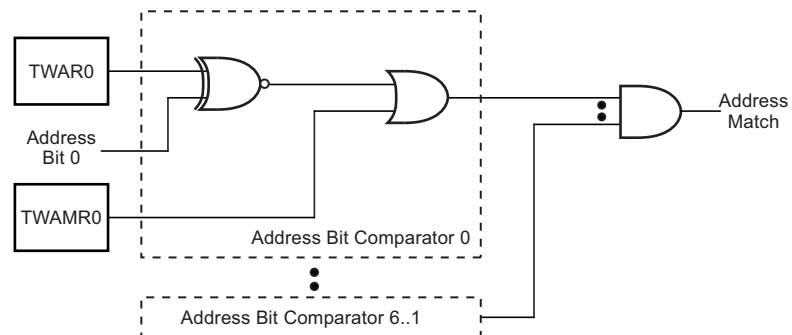 TWAR0
Address
Bit 0
TWAMR0
Address Bit Comparator 0
Address Bit Comparator 6..1
Address
Match